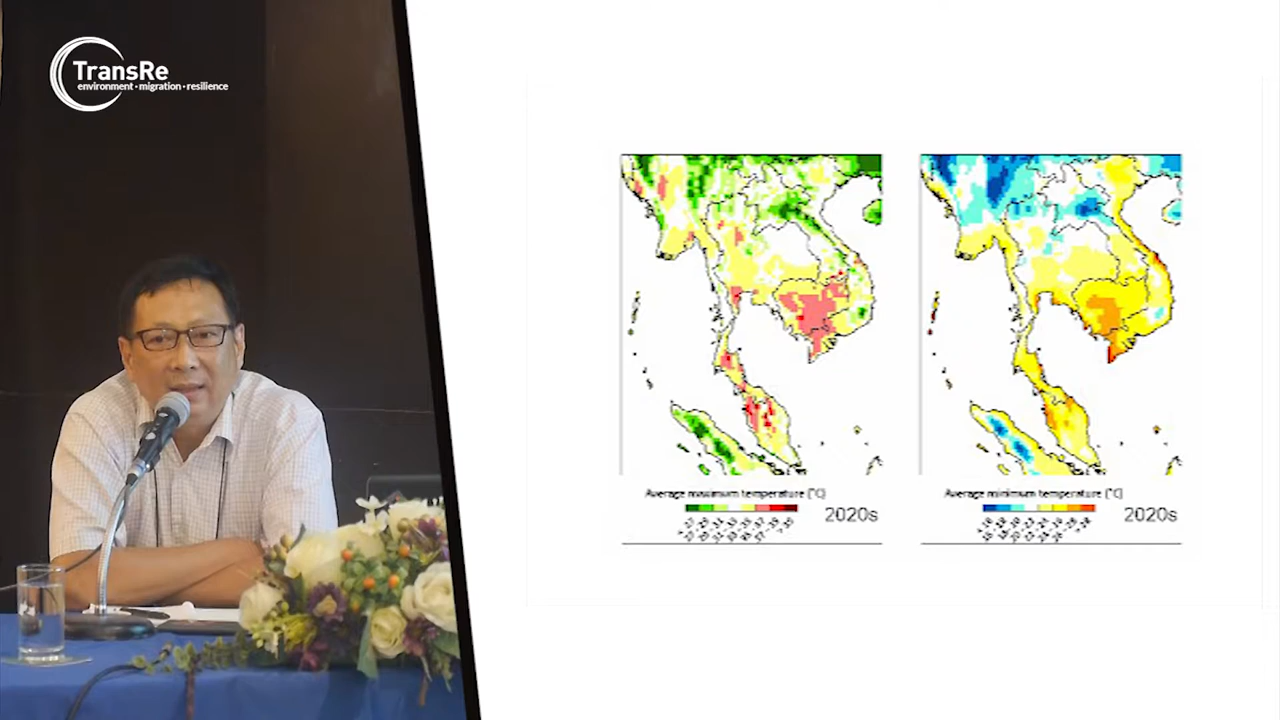 TransRe
environment · migration · resilience
Average maximum temperature (°C)
2020s
Average minimum temperature (°C)
2020s